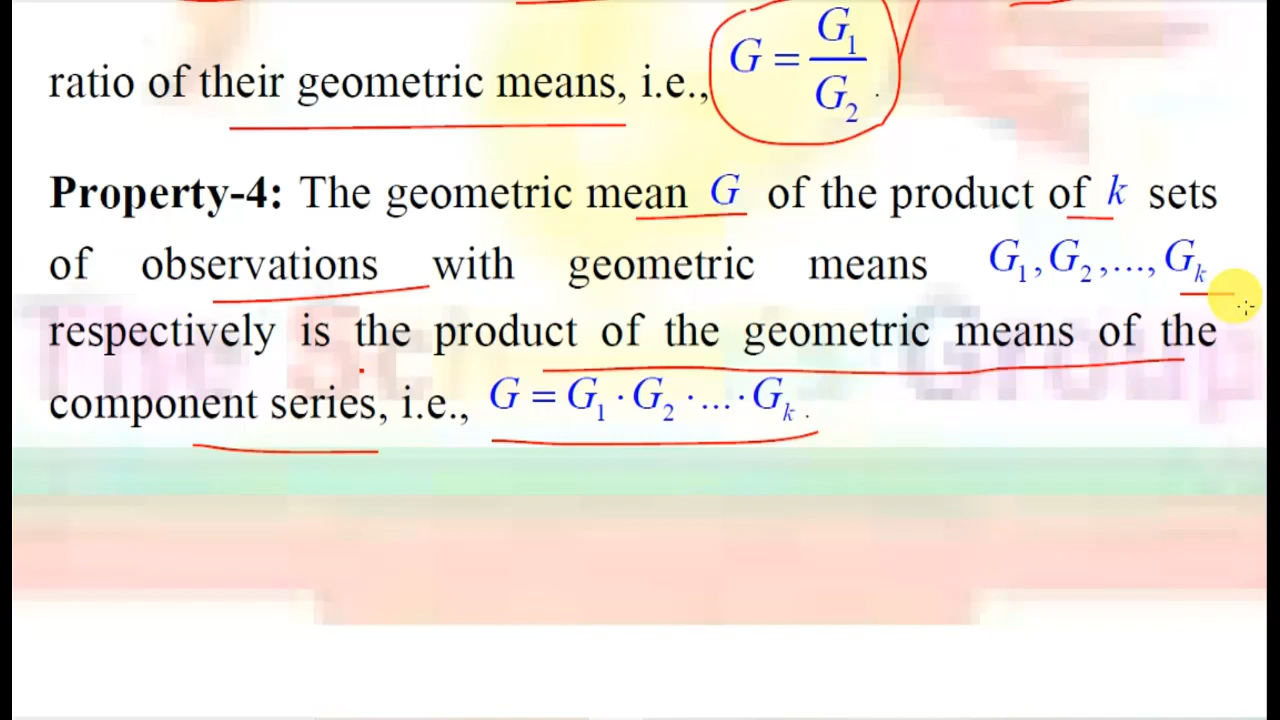 ratio of their geometric means, i.e., G = G₁/G₂ .
Property-4: The geometric mean G of the product of k sets
of observations with geometric means G₁, G₂, ..., Gₖ
respectively is the product of the geometric means of the
component series, i.e., G = G₁ · G₂ · ... · Gₖ .